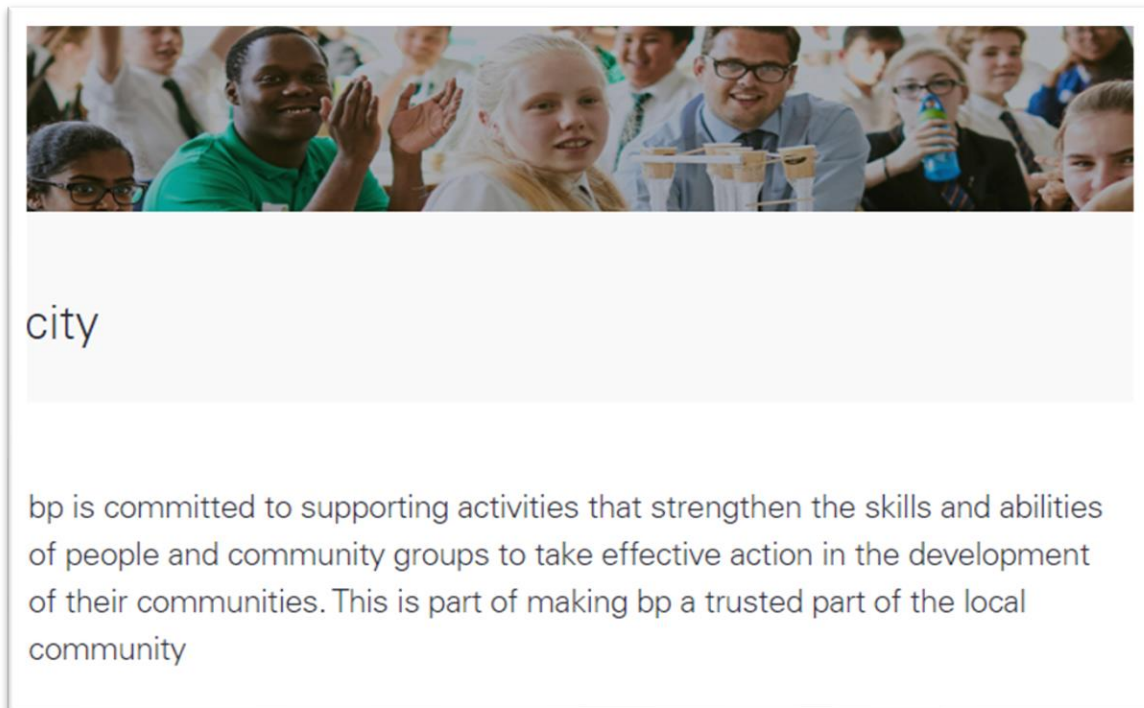 city
bp is committed to supporting activities that strengthen the skills and abilities
of people and community groups to take effective action in the development
of their communities. This is part of making bp a trusted part of the local
community